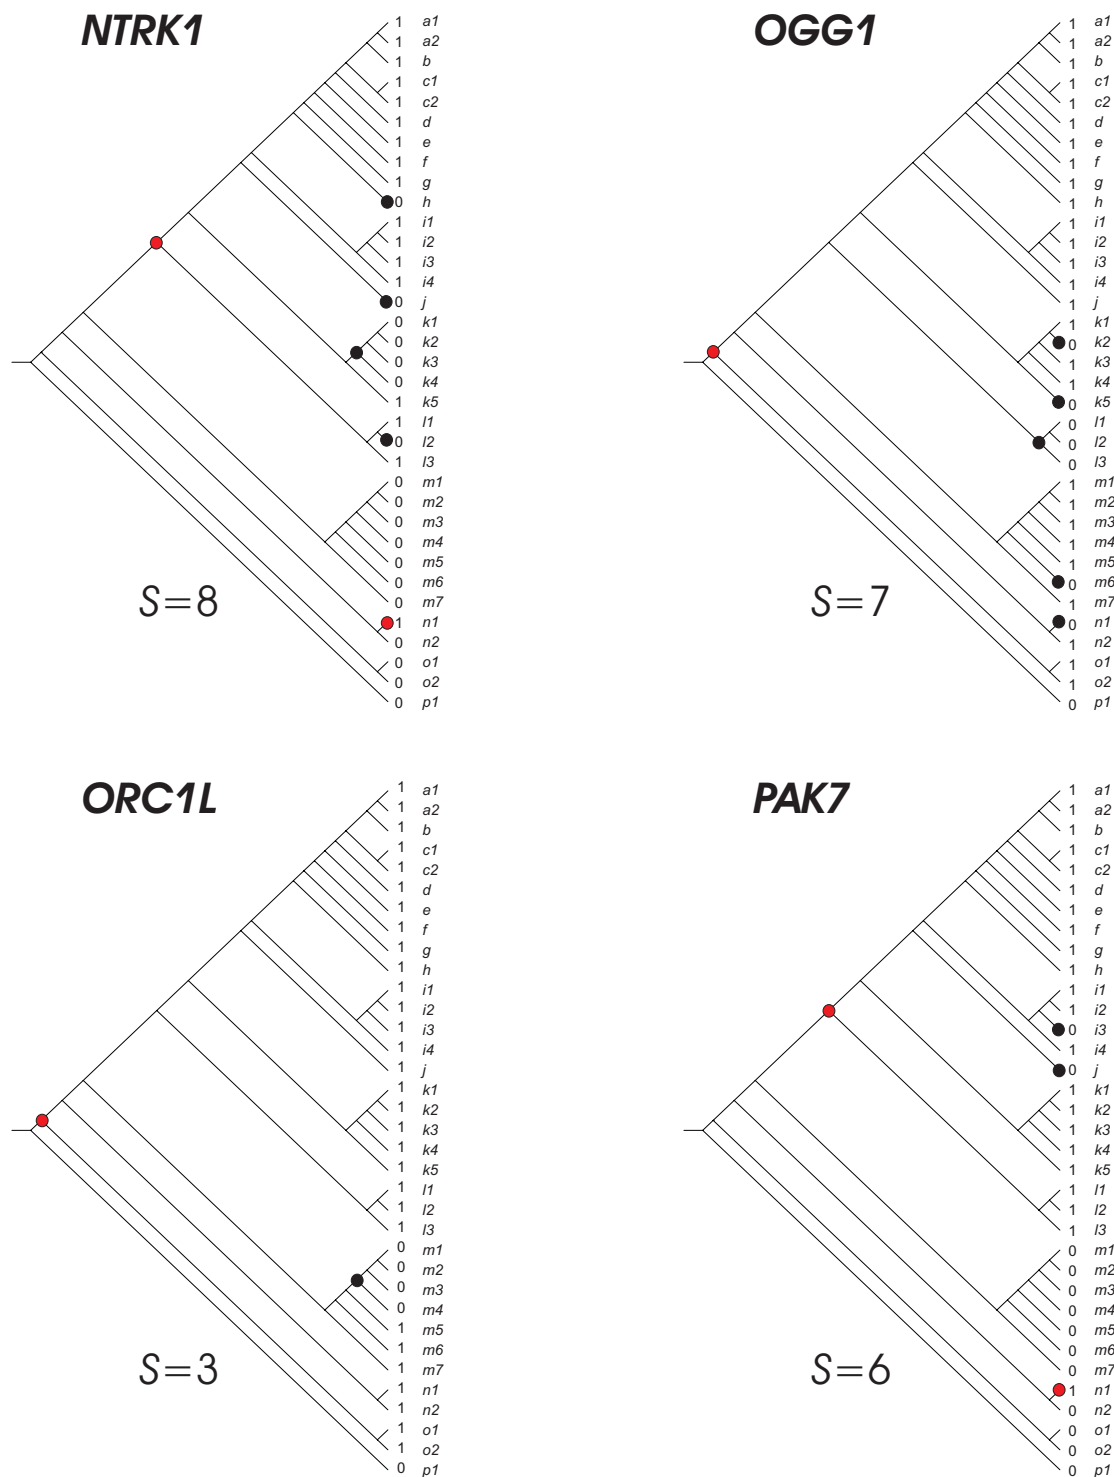 NTRK1
1 a1
1 a2
1 b
1 c1
1 c2
1 d
1 e
1 f
1 g
0 h
1 i1
1 i2
1 i3
1 i4
0 j
0 k1
0 k2
0 k3
0 k4
1 k5
1 l1
0 l2
1 l3
0 m1
0 m2
0 m3
0 m4
0 m5
0 m6
0 m7
1 n1
0 n2
0 o1
0 o2
0 p1
S=8
OGG1
1 a1
1 a2
1 b
1 c1
1 c2
1 d
1 e
1 f
1 g
1 h
1 i1
1 i2
1 i3
1 i4
1 j
1 k1
0 k2
1 k3
1 k4
0 k5
0 l1
0 l2
0 l3
1 m1
1 m2
1 m3
1 m4
1 m5
0 m6
1 m7
0 n1
1 n2
1 o1
1 o2
0 p1
S=7
ORC1L
1 a1
1 a2
1 b
1 c1
1 c2
1 d
1 e
1 f
1 g
1 h
1 i1
1 i2
1 i3
1 i4
1 j
1 k1
1 k2
1 k3
1 k4
1 k5
1 l1
1 l2
1 l3
0 m1
0 m2
0 m3
0 m4
1 m5
1 m6
1 m7
1 n1
1 n2
1 o1
1 o2
0 p1
S=3
PAK7
1 a1
1 a2
1 b
1 c1
1 c2
1 d
1 e
1 f
1 g
1 h
1 i1
1 i2
0 i3
1 i4
0 j
1 k1
1 k2
1 k3
1 k4
1 k5
1 l1
1 l2
1 l3
0 m1
0 m2
0 m3
0 m4
0 m5
0 m6
0 m7
1 n1
0 n2
0 o1
0 o2
0 p1
S=6